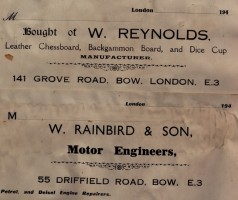 London 194
M
Bought of W. REYNOLDS,
Leather Chessboard, Backgammon Board, and Dice Cup
MANUFACTURER.
141 GROVE ROAD, BOW, LONDON, E.3
London 194
M
W. RAINBIRD & SON,
Motor Engineers,
55 DRIFFIELD ROAD, BOW, E.3
Petrol and Deisel Engine Repairers.